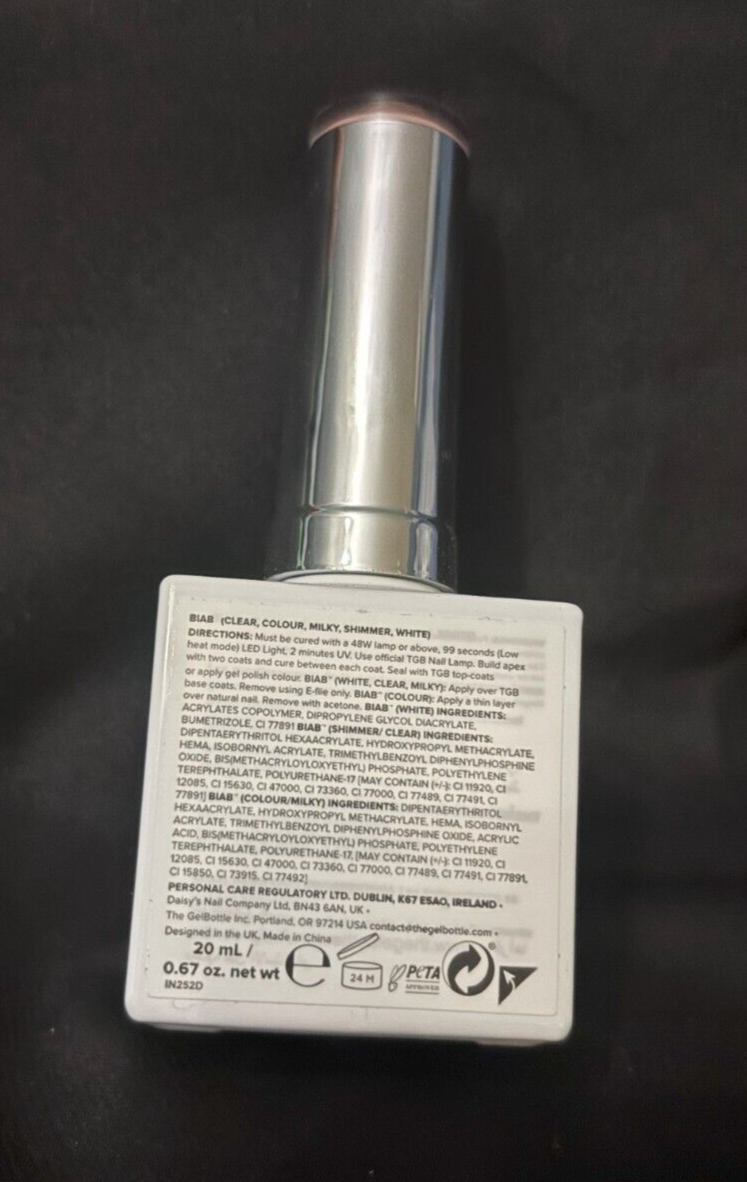 BIAB™ (CLEAR, COLOUR, MILKY, SHIMMER, WHITE)
DIRECTIONS: Must be cured with a 48W lamp or above, 99 seconds (Low
heat mode) LED Light, 2 minutes UV. Use official TGB Nail Lamp. Build apex
with two coats and cure between each coat. Seal with TGB top-coats
or apply gel polish colour. BIAB™ (WHITE, CLEAR, MILKY): Apply over TGB
base coats. Remove using E-file only. BIAB™ (COLOUR): Apply a thin layer
over natural nail. Remove with acetone. BIAB™ (WHITE) INGREDIENTS:
ACRYLATES COPOLYMER, DIPROPYLENE GLYCOL DIACRYLATE,
BUMETRIZOLE, CI 77891 BIAB™ (SHIMMER/ CLEAR) INGREDIENTS:
DIPENTAERYTHRITOL HEXAACRYLATE, HYDROXYPROPYL METHACRYLATE,
HEMA, ISOBORNYL ACRYLATE, TRIMETHYLBENZOYL DIPHENYLPHOSPHINE
OXIDE, BIS(METHACRYLOYLOXYETHYL) PHOSPHATE, POLYETHYLENE
TEREPHTHALATE, POLYURETHANE-17 [MAY CONTAIN (+/-): CI 11920, CI
12085, CI 15630, CI 47000, CI 73360, CI 77000, CI 77489, CI 77491, CI
77891] BIAB™ (COLOUR/MILKY) INGREDIENTS: DIPENTAERYTHRITOL
HEXAACRYLATE, HYDROXYPROPYL METHACRYLATE, HEMA, ISOBORNYL
ACRYLATE, TRIMETHYLBENZOYL DIPHENYLPHOSPHINE OXIDE, ACRYLIC
ACID, BIS(METHACRYLOYLOXYETHYL) PHOSPHATE, POLYETHYLENE
TEREPHTHALATE, POLYURETHANE-17, [MAY CONTAIN (+/-): CI 11920, CI
12085, CI 15630, CI 47000, CI 73360, CI 77000, CI 77489, CI 77491, CI 77891,
CI 15850, CI 73915, CI 77492]
PERSONAL CARE REGULATORY LTD. DUBLIN, K67 E5A0, IRELAND •
Daisy's Nail Company Ltd, BN43 6AN, UK •
The GelBottle Inc. Portland, OR 97214 USA contact@thegelbottle.com •
Designed in the UK, Made in China
20 mL /
0.67 oz. net wt
IN252D
e
24 M
PETA
APPROVED
®